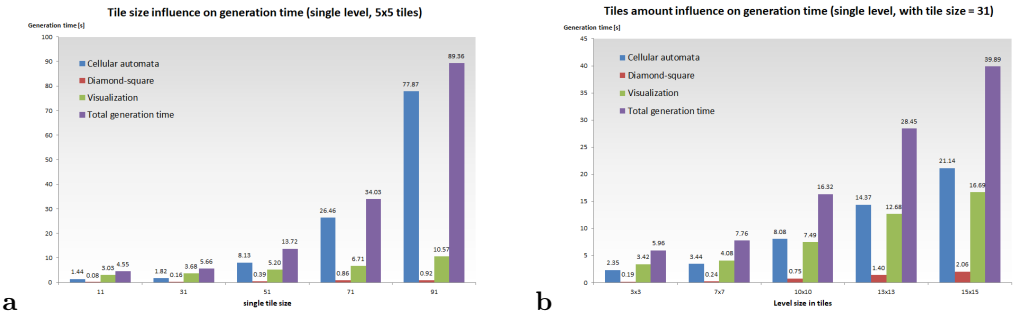 Tile size influence on generation time (single level, 5x5 tiles)
Generation time [s]
100
90
80
70
60
50
40
30
20
10
0
Cellular automata
Diamond-square
Visualization
Total generation time
1.44 0.08 3.03 4.55
1.82 0.16 3.68 5.66
8.13 0.39 5.20 13.72
26.46 0.86 6.71 34.03
77.87 0.92 10.57 89.36
11 31 51 71 91
single tile size
a
Tiles amount influence on generation time (single level, with tile size = 31)
Generation time [s]
45
40
35
30
25
20
15
10
5
0
Cellular automata
Diamond-square
Visualization
Total generation time
2.35 0.19 3.42 5.96
3.44 0.24 4.08 7.76
8.08 0.75 7.49 16.32
14.37 1.40 12.68 28.45
21.14 2.06 16.69 39.89
3x3 7x7 10x10 13x13 15x15
Level size in tiles
b